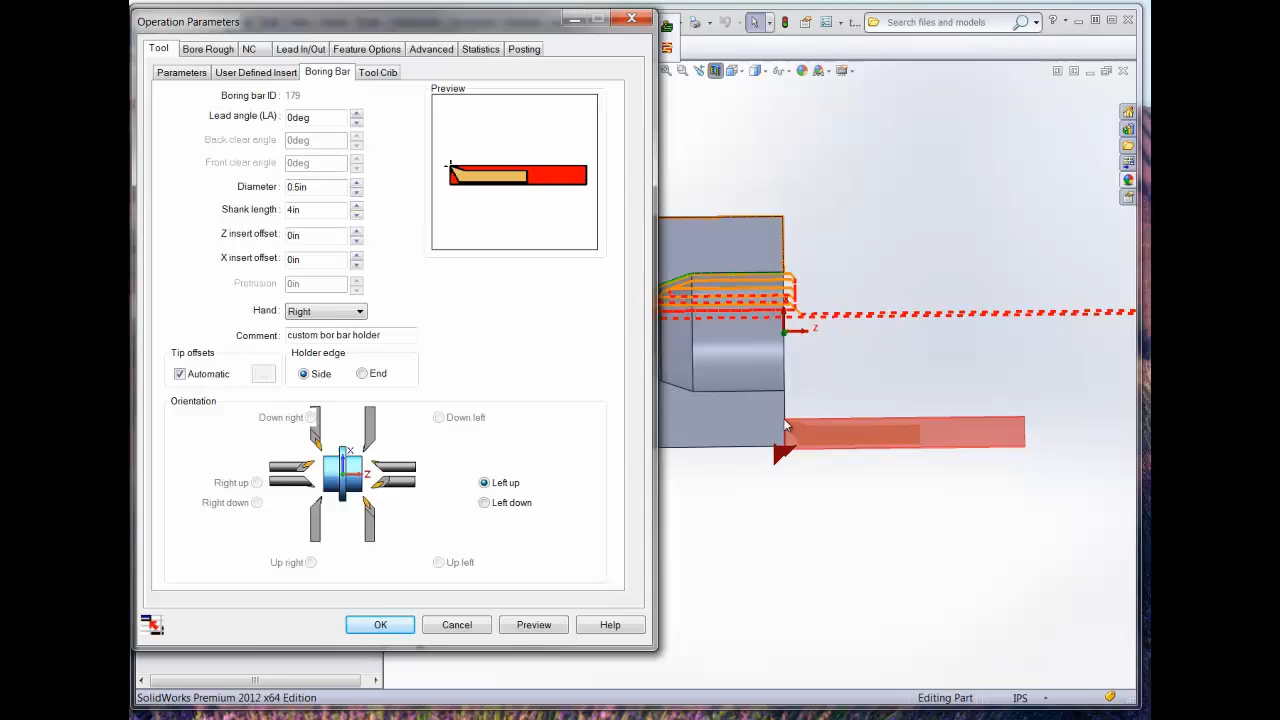 Operation Parameters
Tool Bore Rough NC Lead In/Out Feature Options Advanced Statistics Posting
Parameters User Defined Insert Boring Bar Tool Crib
Boring bar ID : 179
Lead angle (LA) : 0deg
Back clear angle : 0deg
Front clear angle : 0deg
Diameter : 0.5in
Shank length : 4in
Z insert offset : 0in
X insert offset : 0in
Protrusion : 0in
Hand : Right
Comment : custom bor bar holder
Preview
Tip offsets
Automatic ...
Holder edge
Side End
Orientation
Down right Down left
X
Z
Right up Left up
Right down Left down
Up right Up left
OK Cancel Preview Help
t... Search files and models
Z
SolidWorks Premium 2012 x64 Edition Editing Part IPS